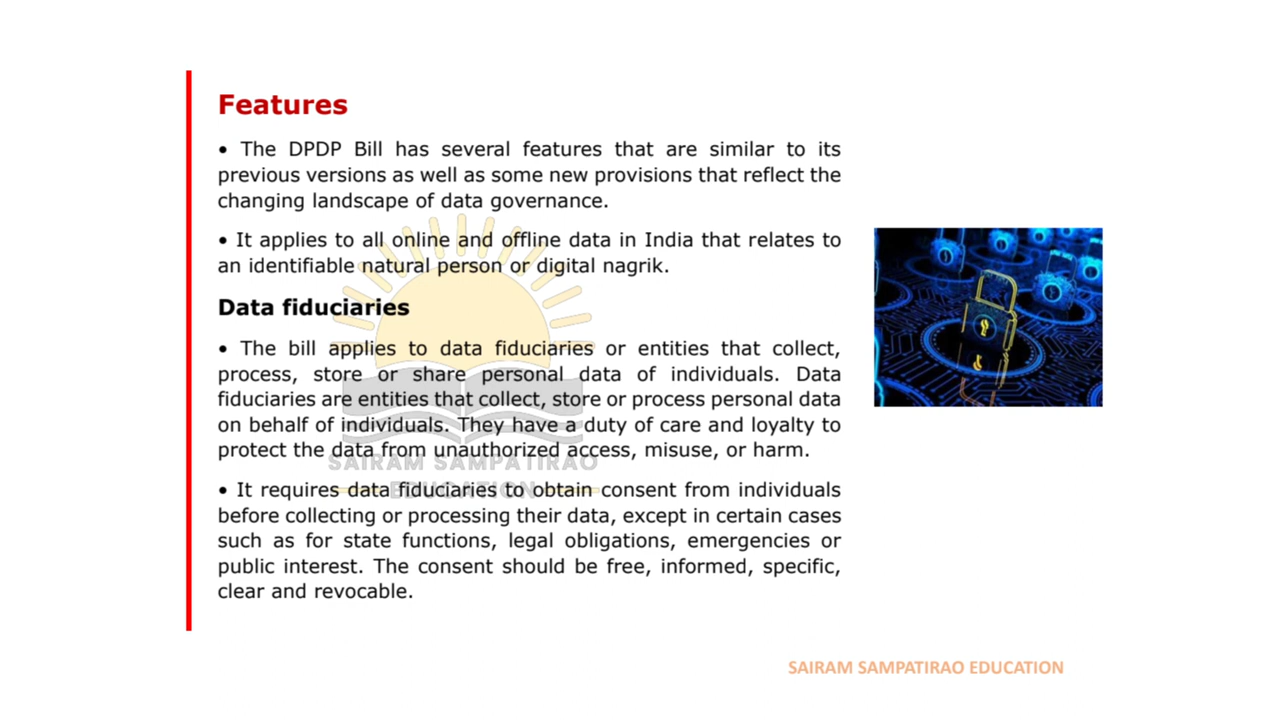 Features
• The DPDP Bill has several features that are similar to its
previous versions as well as some new provisions that reflect the
changing landscape of data governance.
• It applies to all online and offline data in India that relates to
an identifiable natural person or digital nagrik.
Data fiduciaries
• The bill applies to data fiduciaries or entities that collect,
process, store or share personal data of individuals. Data
fiduciaries are entities that collect, store or process personal data
on behalf of individuals. They have a duty of care and loyalty to
protect the data from unauthorized access, misuse, or harm.
SAIRAM SAMPATIRAO
EDUCATION
• It requires data fiduciaries to obtain consent from individuals
before collecting or processing their data, except in certain cases
such as for state functions, legal obligations, emergencies or
public interest. The consent should be free, informed, specific,
clear and revocable.
SAIRAM SAMPATIRAO EDUCATION